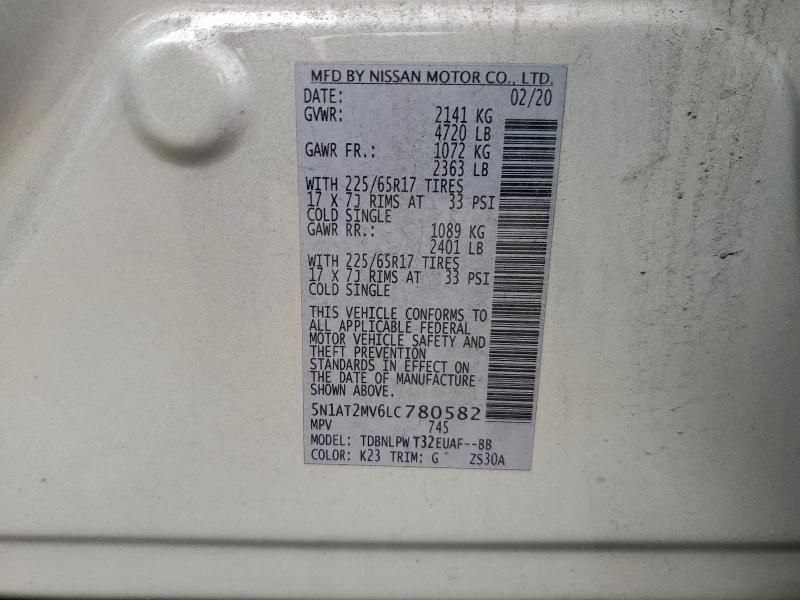 MFD BY NISSAN MOTOR CO., LTD.
DATE: 02/20
GVWR: 2141 KG
4720 LB
GAWR FR.: 1072 KG
2363 LB
WITH 225/65R17 TIRES
17 X 7J RIMS AT 33 PSI
COLD SINGLE
GAWR RR.: 1089 KG
2401 LB
WITH 225/65R17 TIRES
17 X 7J RIMS AT 33 PSI
COLD SINGLE
THIS VEHICLE CONFORMS TO
ALL APPLICABLE FEDERAL
MOTOR VEHICLE SAFETY AND
THEFT PREVENTION
STANDARDS IN EFFECT ON
THE DATE OF MANUFACTURE
SHOWN ABOVE.
5N1AT2MV6LC780582
MPV 745
MODEL: TDBNLPW T32EUAF--BB
COLOR: K23 TRIM: G ZS30A